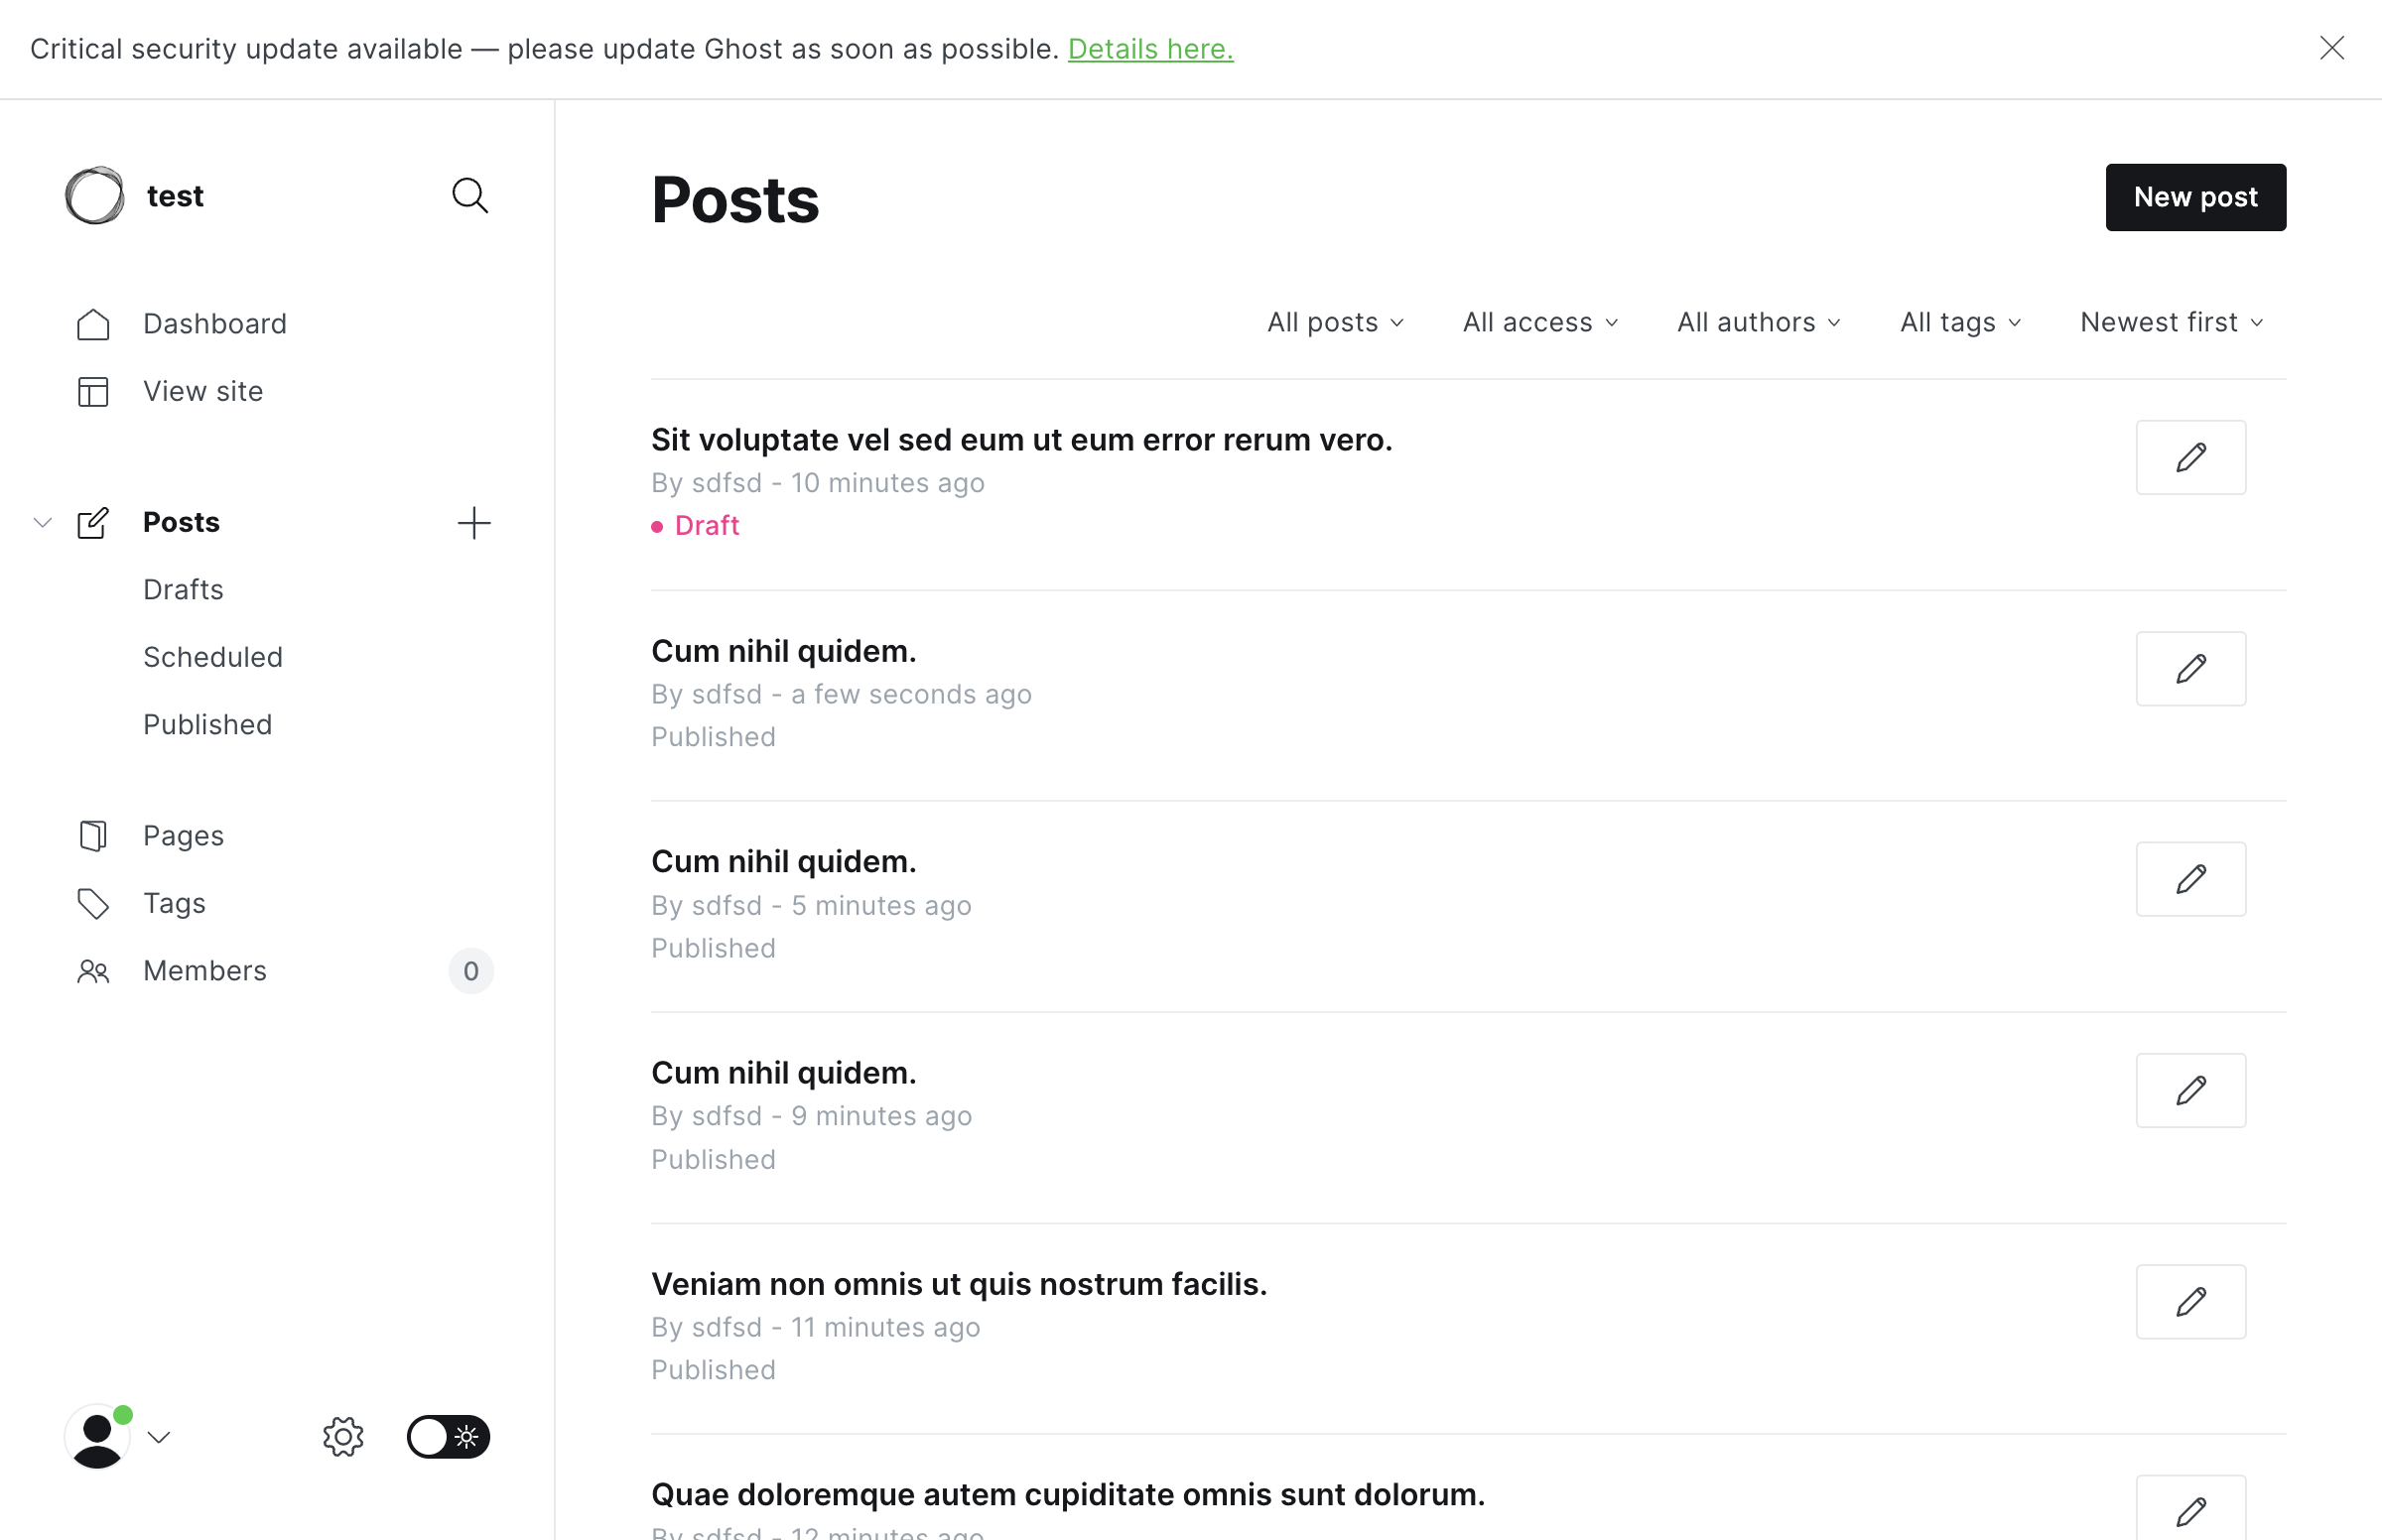 Critical security update available — please update Ghost as soon as possible. Details here.
test
Dashboard
View site
Posts
Drafts
Scheduled
Published
Pages
Tags
Members 0
Posts
New post
All posts All access All authors All tags Newest first
Sit voluptate vel sed eum ut eum error rerum vero.
By sdfsd - 10 minutes ago
Draft
Cum nihil quidem.
By sdfsd - a few seconds ago
Published
Cum nihil quidem.
By sdfsd - 5 minutes ago
Published
Cum nihil quidem.
By sdfsd - 9 minutes ago
Published
Veniam non omnis ut quis nostrum facilis.
By sdfsd - 11 minutes ago
Published
Quae doloremque autem cupiditate omnis sunt dolorum.
By sdfsd - 12 minutes ago